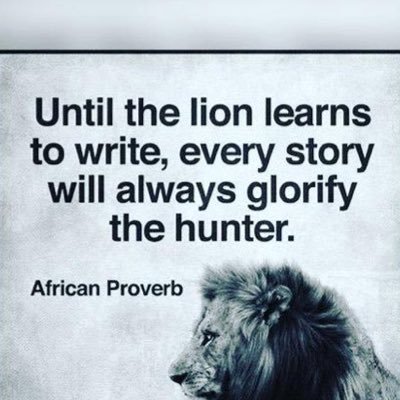 Until the lion learns
to write, every story
will always glorify
the hunter.
African Proverb